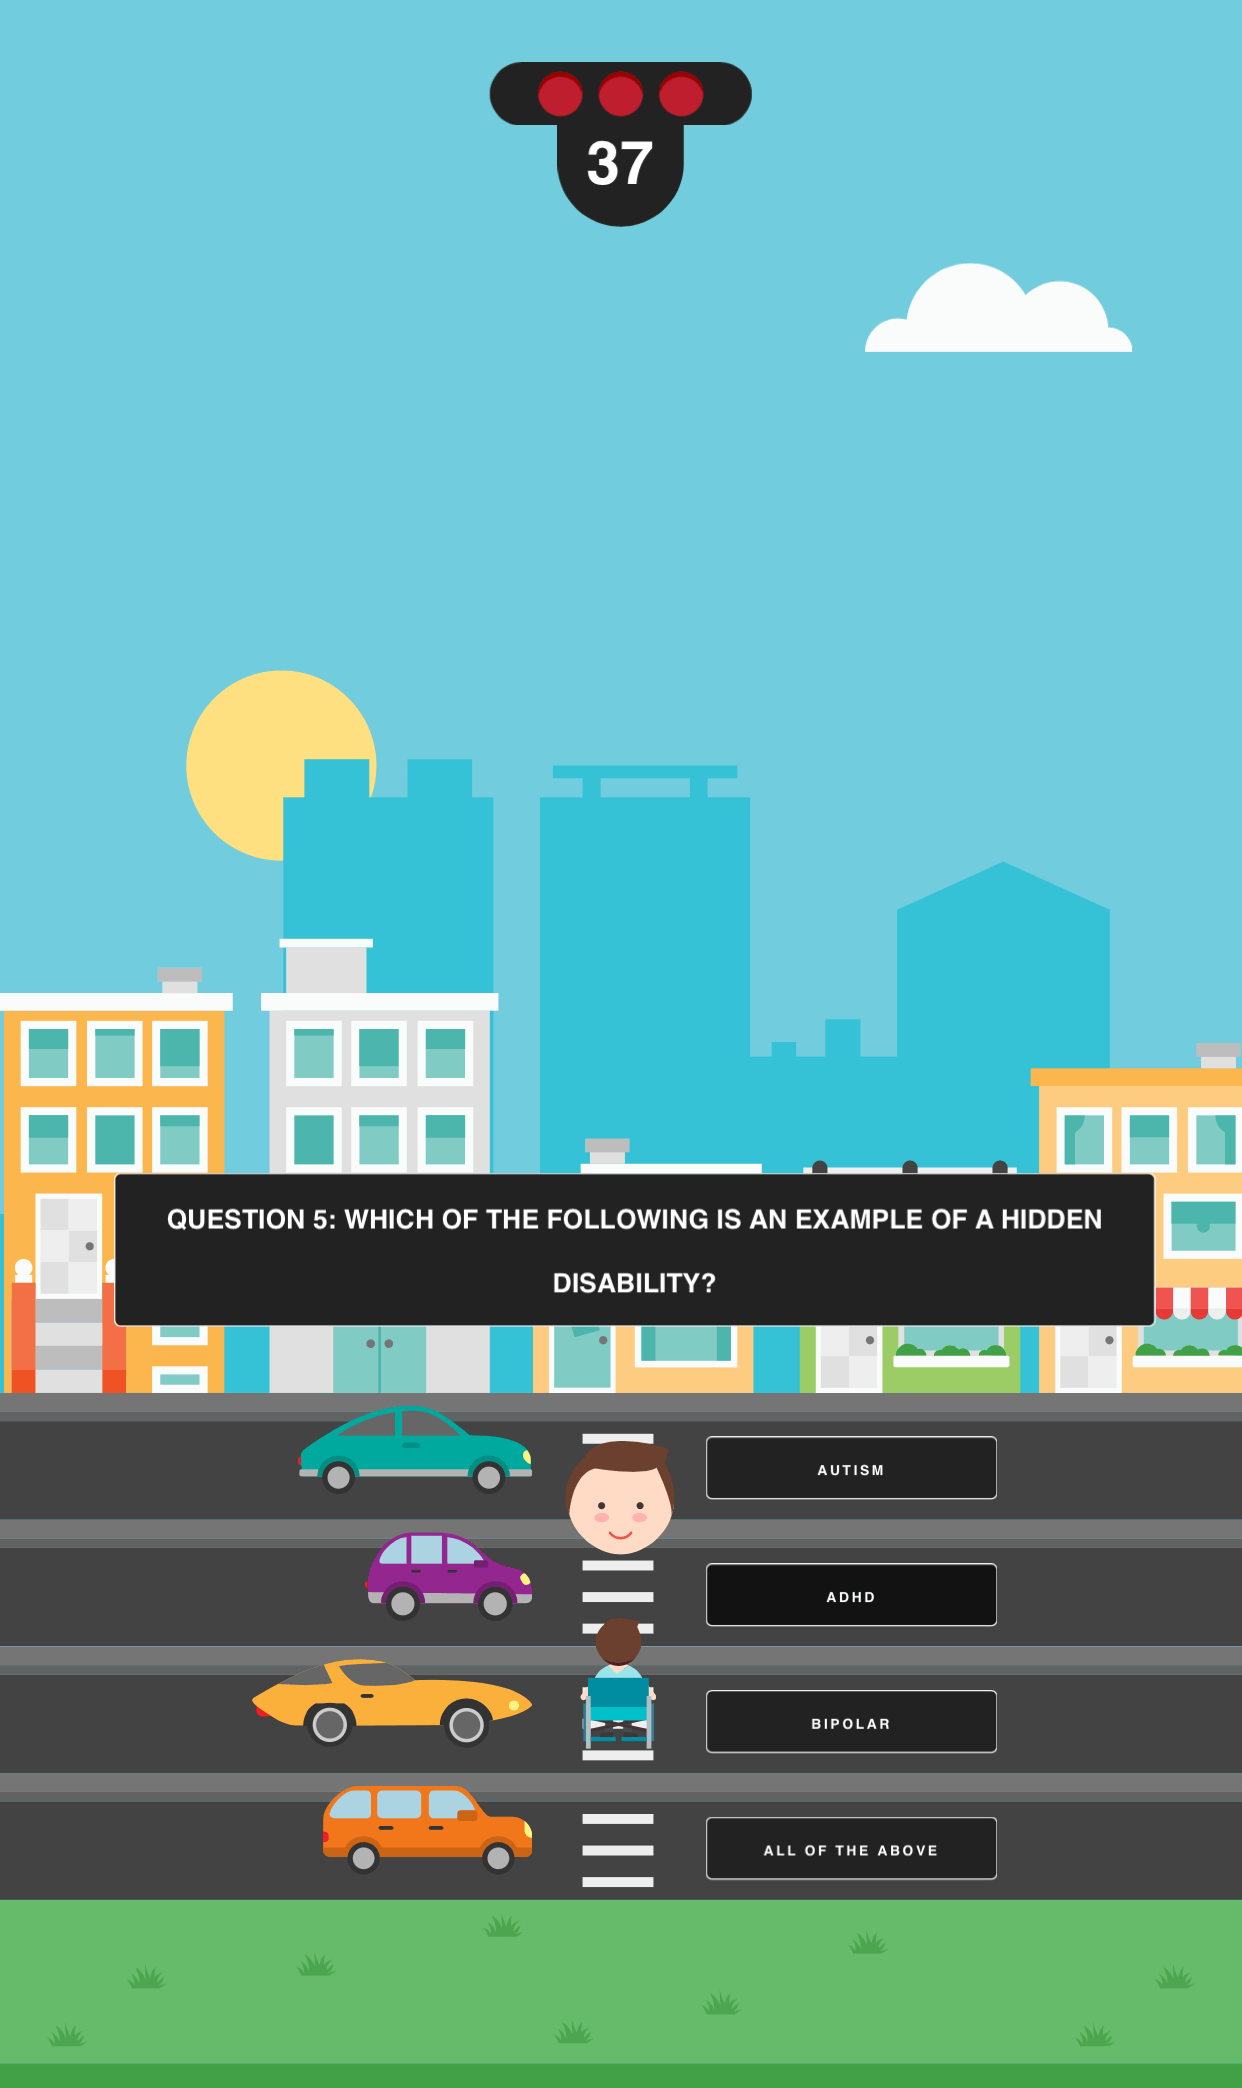 37
QUESTION 5: WHICH OF THE FOLLOWING IS AN EXAMPLE OF A HIDDEN
DISABILITY?
AUTISM
ADHD
BIPOLAR
ALL OF THE ABOVE